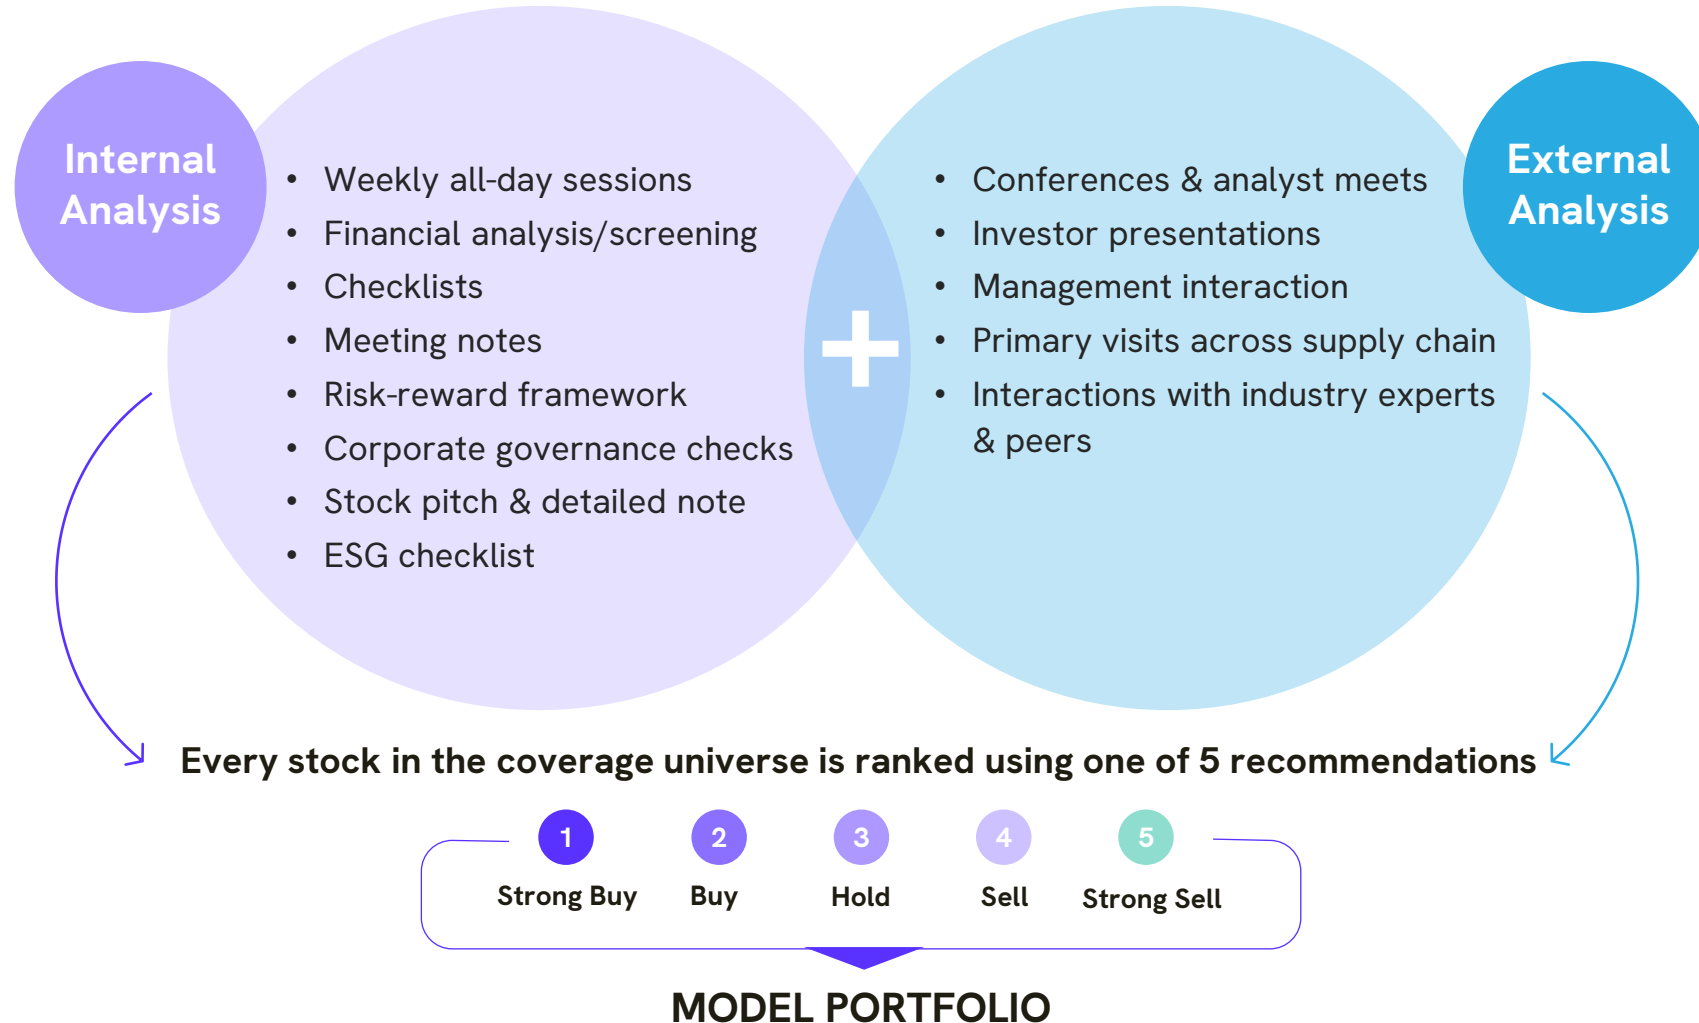 Internal
Analysis
• Weekly all-day sessions
• Financial analysis/screening
• Checklists
• Meeting notes
• Risk-reward framework
• Corporate governance checks
• Stock pitch & detailed note
• ESG checklist
+
External
Analysis
• Conferences & analyst meets
• Investor presentations
• Management interaction
• Primary visits across supply chain
• Interactions with industry experts
& peers
Every stock in the coverage universe is ranked using one of 5 recommendations
1 2 3 4 5
Strong Buy Buy Hold Sell Strong Sell
MODEL PORTFOLIO